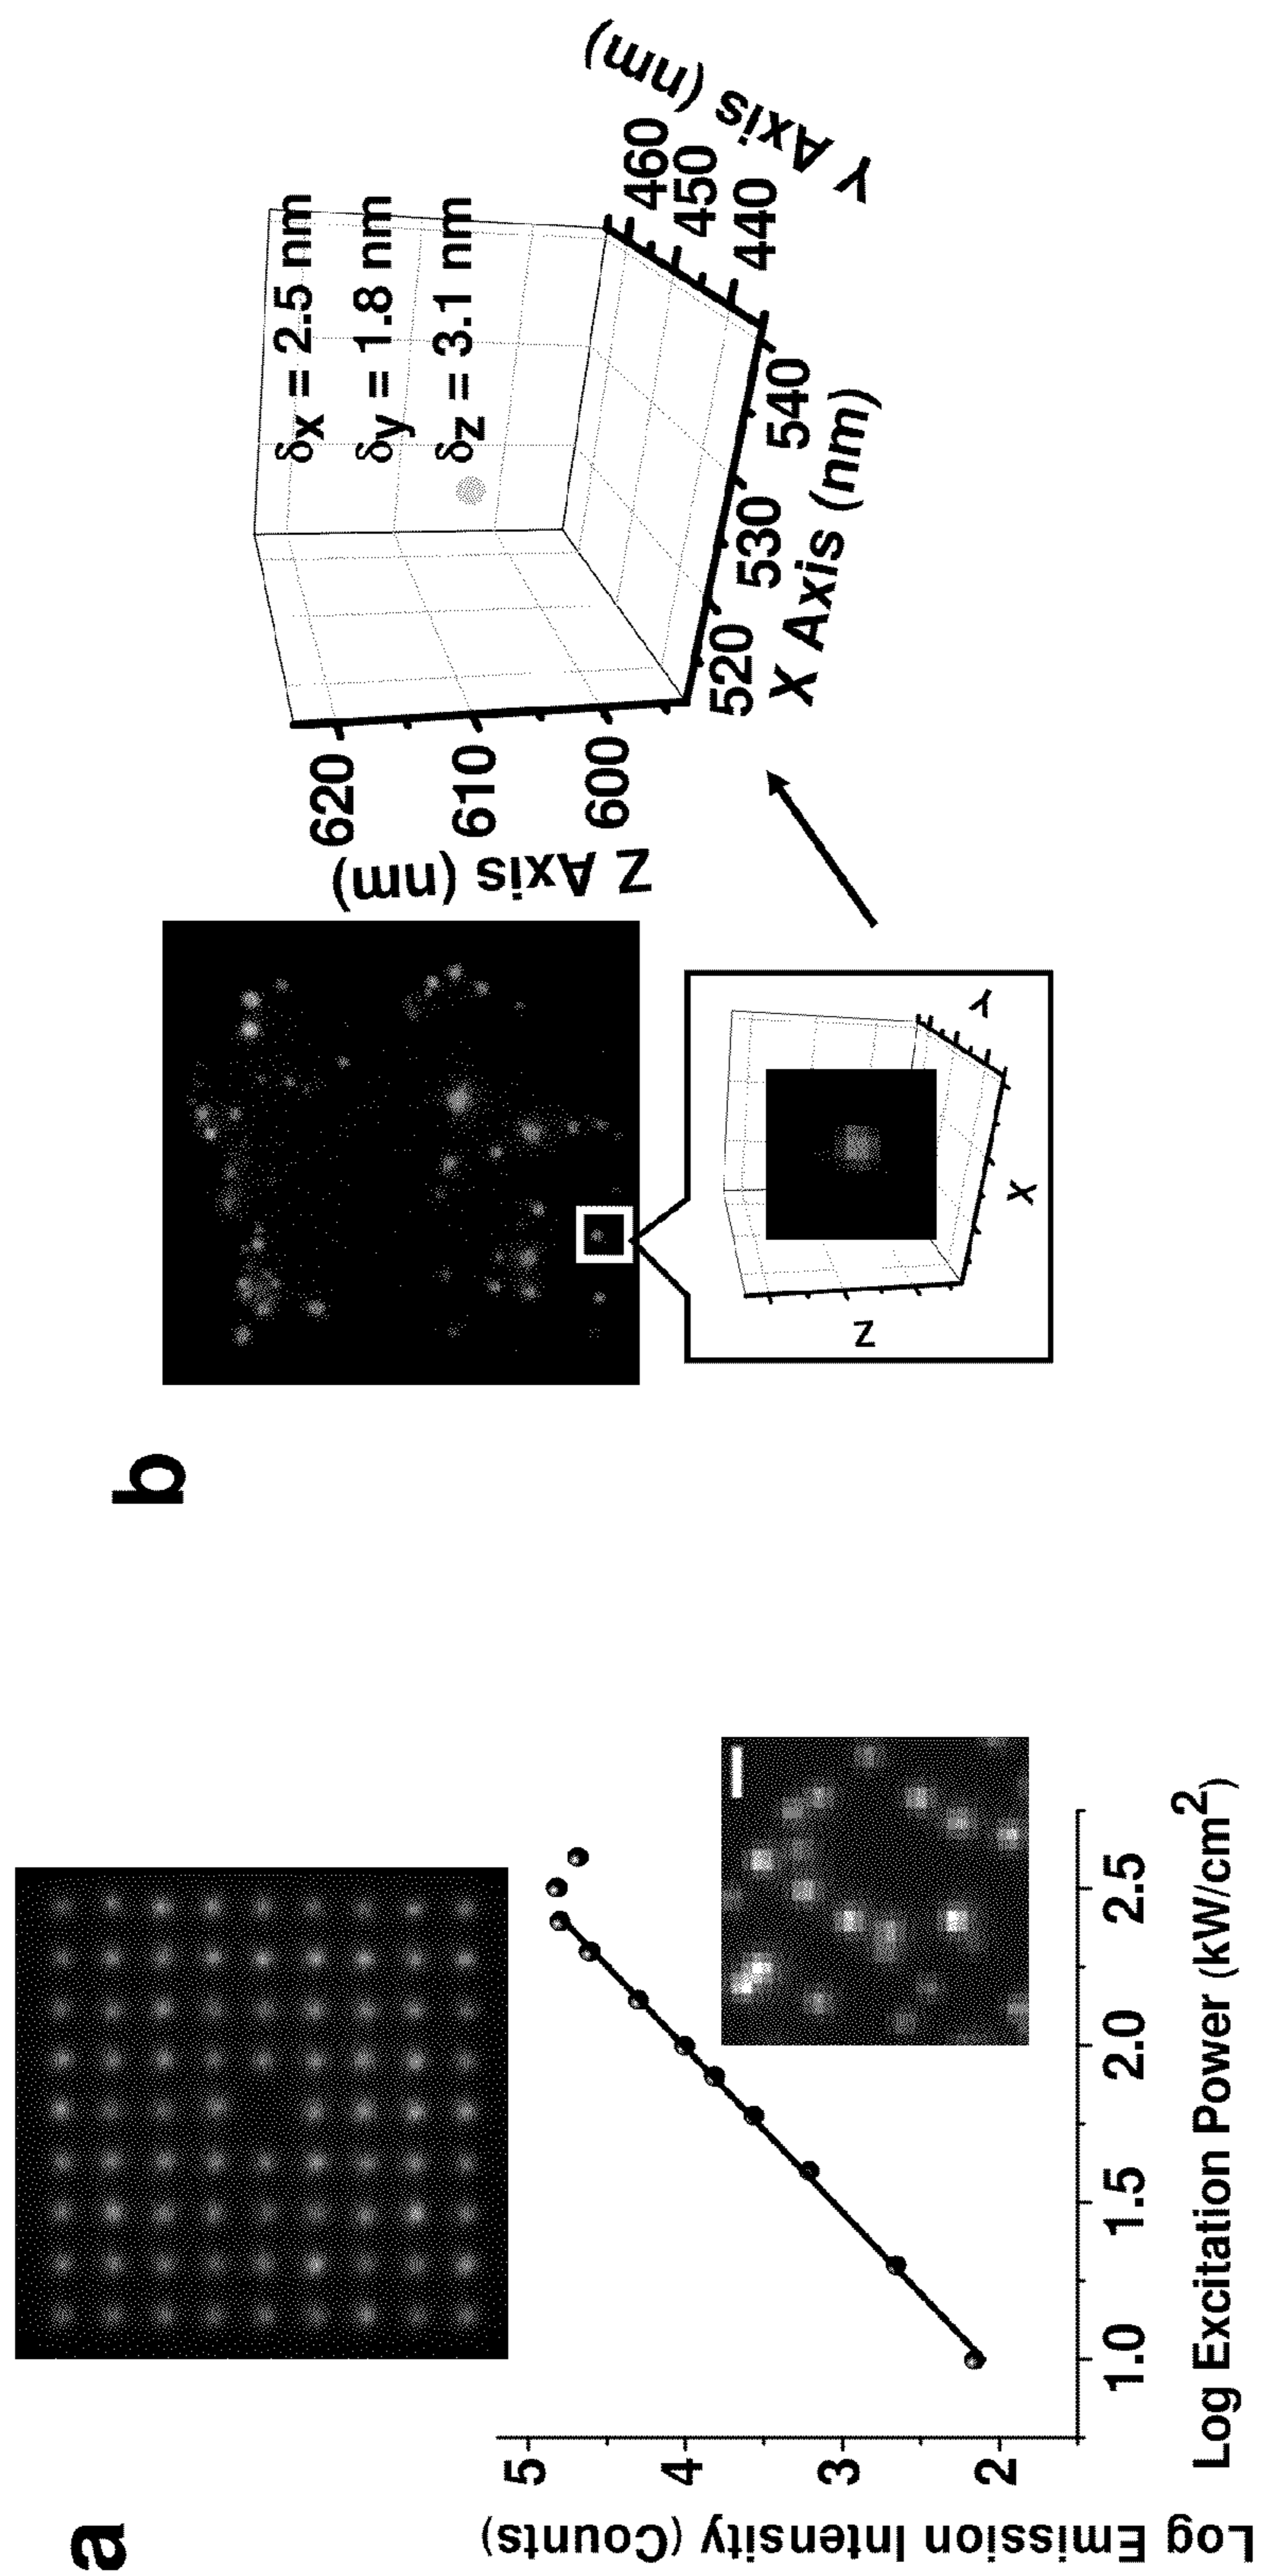 a
Log Emission Intensity (Counts)
5
4
3
2
1.0 1.5 2.0 2.5
Log Excitation Power (kW/cm²)
b
δx = 2.5 nm
δy = 1.8 nm
δz = 3.1 nm
Z Axis (nm)
620
610
600
520 530 540
X Axis (nm)
440 450 460
Y Axis (nm)
Z
X
Y